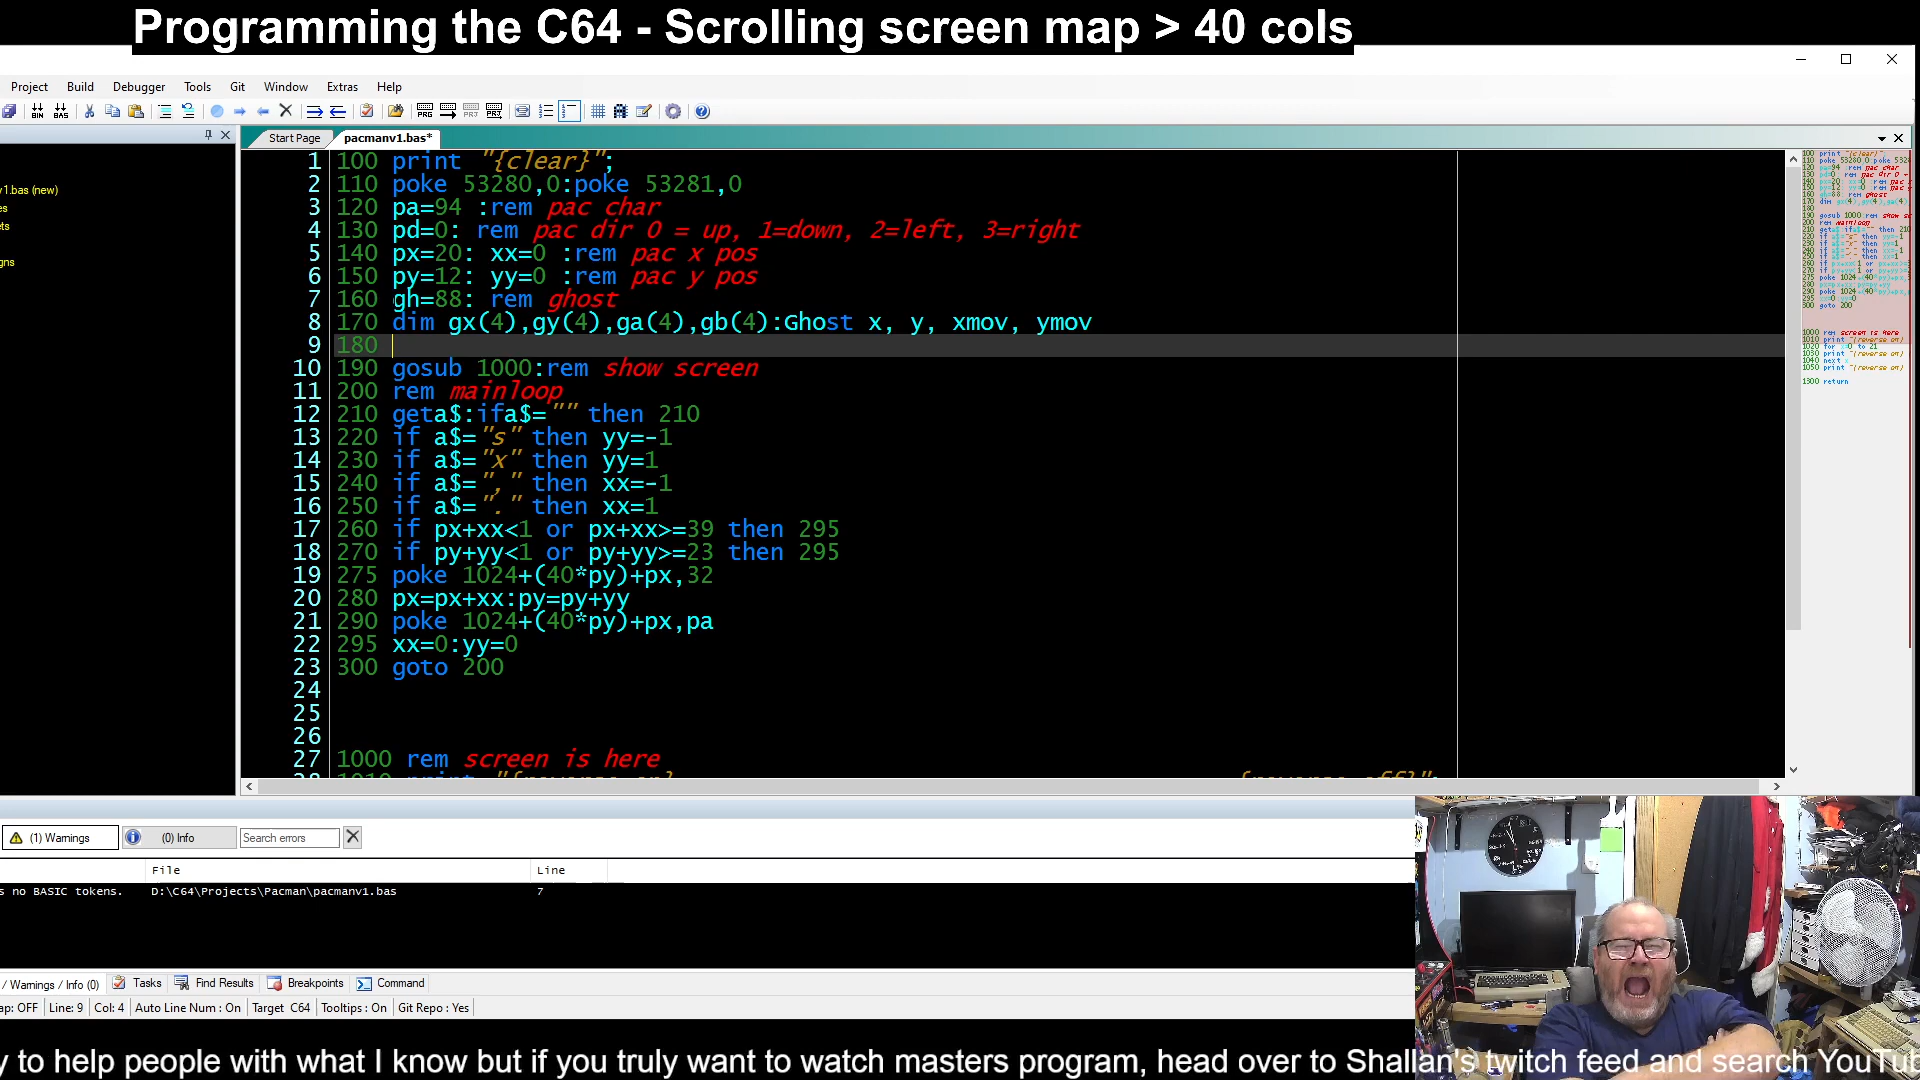 Programming the C64 - Scrolling screen map > 40 cols
Project Build Debugger Tools Git Window Extras Help
Start Page pacmanv1.bas*
v1.bas (new)
1 100 print "{clear}";
2 110 poke 53280,0:poke 53281,0
3 120 pa=94 :rem pac char
4 130 pd=0: rem pac dir 0 = up, 1=down, 2=left, 3=right
5 140 px=20: xx=0 :rem pac x pos
6 150 py=12: yy=0 :rem pac y pos
7 160 gh=88: rem ghost
8 170 dim gx(4),gy(4),ga(4),gb(4):Ghost x, y, xmov, ymov
9 180
10 190 gosub 1000:rem show screen
11 200 rem mainloop
12 210 geta$:ifa$="" then 210
13 220 if a$="s" then yy=-1
14 230 if a$="x" then yy=1
15 240 if a$="," then xx=-1
16 250 if a$="." then xx=1
17 260 if px+xx<1 or px+xx>=39 then 295
18 270 if py+yy<1 or py+yy>=23 then 295
19 275 poke 1024+(40*py)+px,32
20 280 px=px+xx:py=py+yy
21 290 poke 1024+(40*py)+px,pa
22 295 xx=0:yy=0
23 300 goto 200
24
25
26
27 1000 rem screen is here
28 1010 print "{reverse on} {reverse off}";
(1) Warnings (0) Info Search errors
File Line
s no BASIC tokens. D:\C64\Projects\Pacman\pacmanv1.bas 7
/ Warnings / Info (0) Tasks Find Results Breakpoints Command
ap: OFF Line: 9 Col: 4 Auto Line Num : On Target C64 Tooltips : On Git Repo : Yes
y to help people with what I know but if you truly want to watch masters program, head over to Shallan's twitch feed and search YouTub